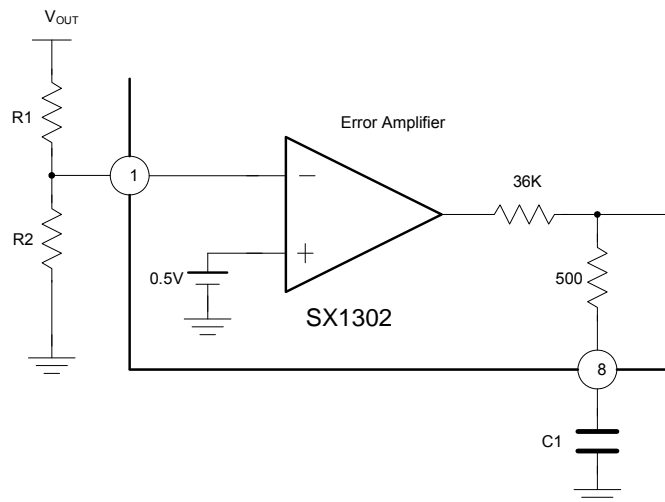 VOUT
R1
Error Amplifier
1
−
36K
R2
+
0.5V
500
SX1302
8
C1